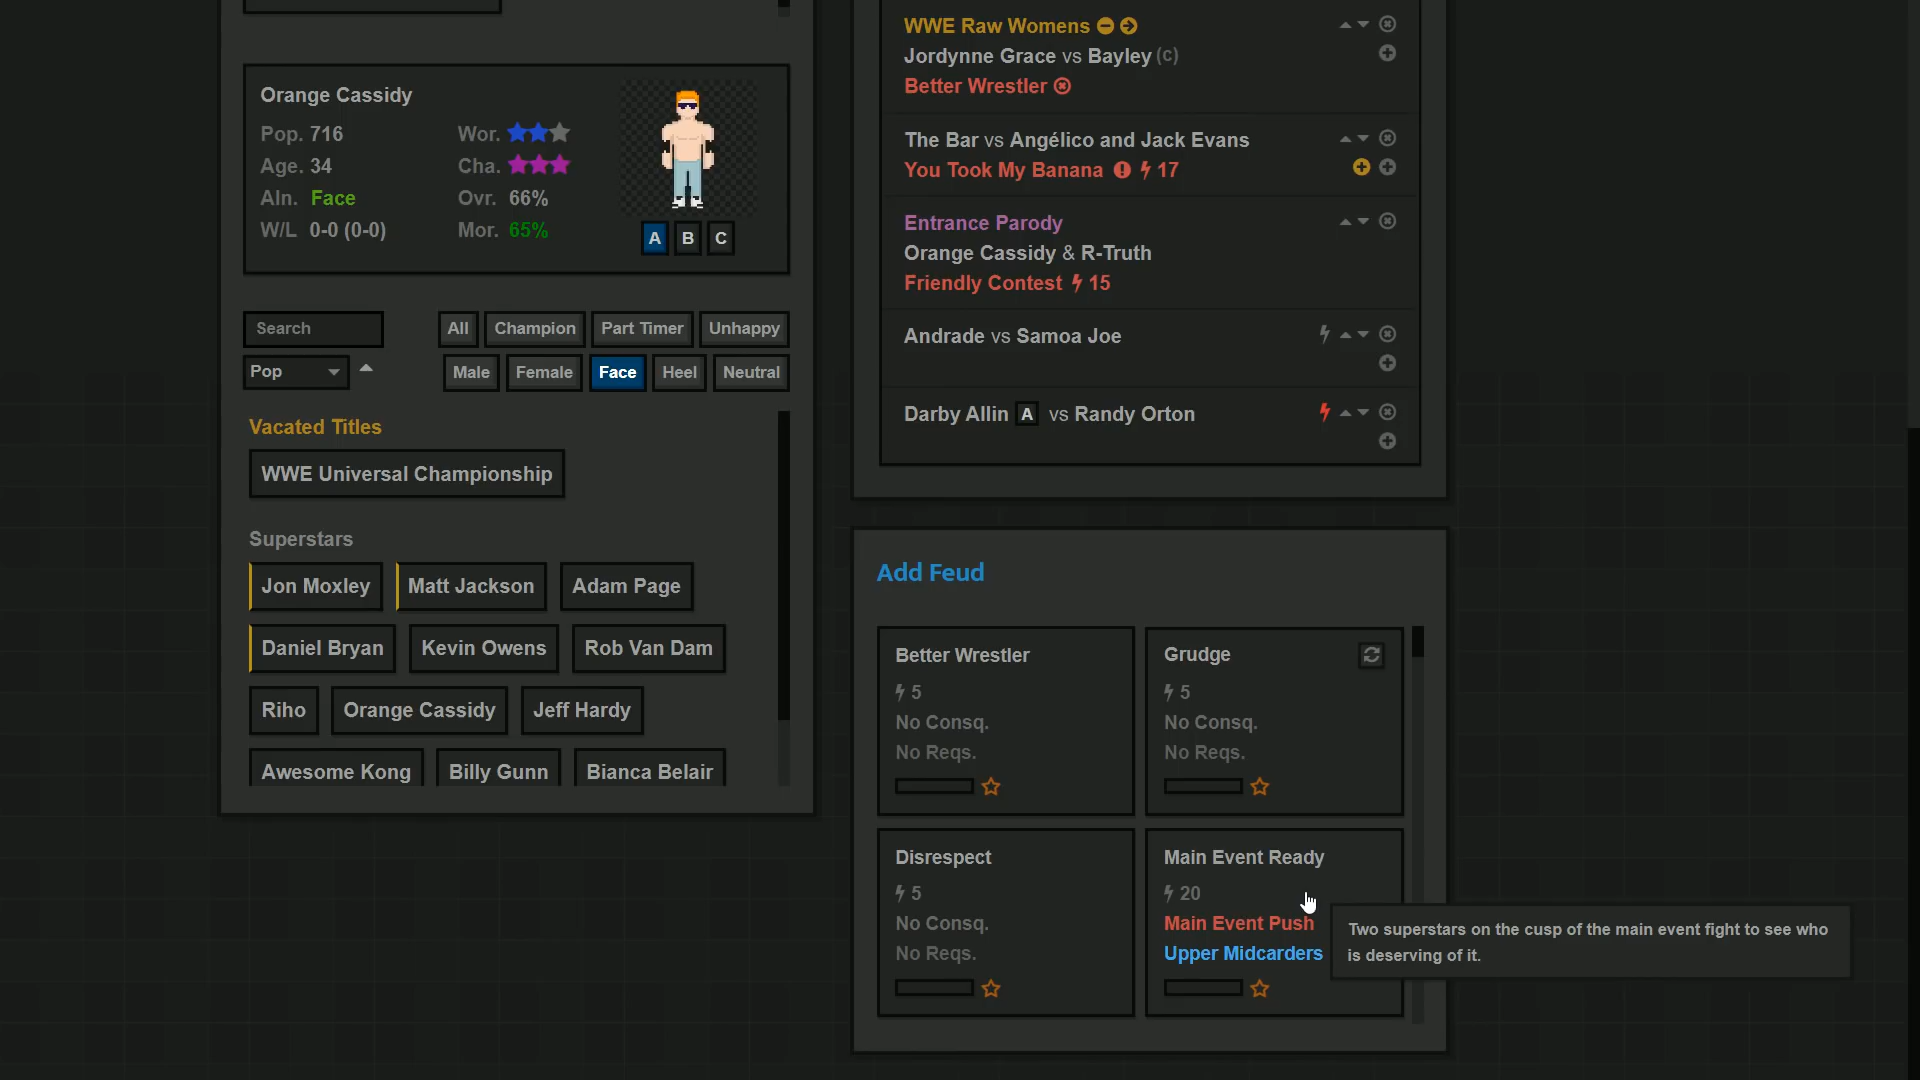 Orange Cassidy
Pop. 716
Wor.
Age. 34
Cha.
Aln. Face
Ovr. 66%
W/L 0-0 (0-0)
Mor. 65%
A B C
Search
All Champion Part Timer Unhappy
Pop
Male Female Face Heel Neutral
Vacated Titles
WWE Universal Championship
Superstars
Jon Moxley Matt Jackson Adam Page
Daniel Bryan Kevin Owens Rob Van Dam
Riho Orange Cassidy Jeff Hardy
Awesome Kong Billy Gunn Bianca Belair
WWE Raw Womens
Jordynne Grace vs Bayley (c)
Better Wrestler
The Bar vs Angélico and Jack Evans
You Took My Banana 17
Entrance Parody
Orange Cassidy & R-Truth
Friendly Contest 15
Andrade vs Samoa Joe
Darby Allin A vs Randy Orton
Add Feud
Better Wrestler
5
No Consq.
No Reqs.
Grudge
5
No Consq.
No Reqs.
Disrespect
5
No Consq.
No Reqs.
Main Event Ready
20
Main Event Push
Upper Midcarders
Two superstars on the cusp of the main event fight to see who
is deserving of it.